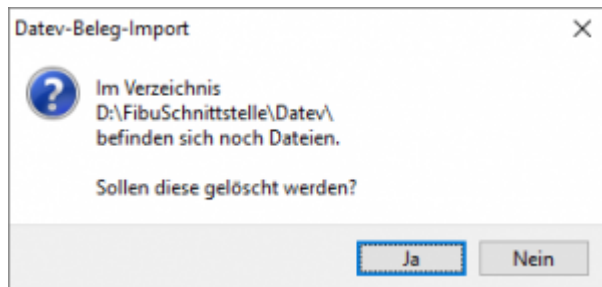 Datev-Beleg-Import
Im Verzeichnis
D:\FibuSchnittstelle\Datev\
befinden sich noch Dateien.
Sollen diese gelöscht werden?
Ja
Nein